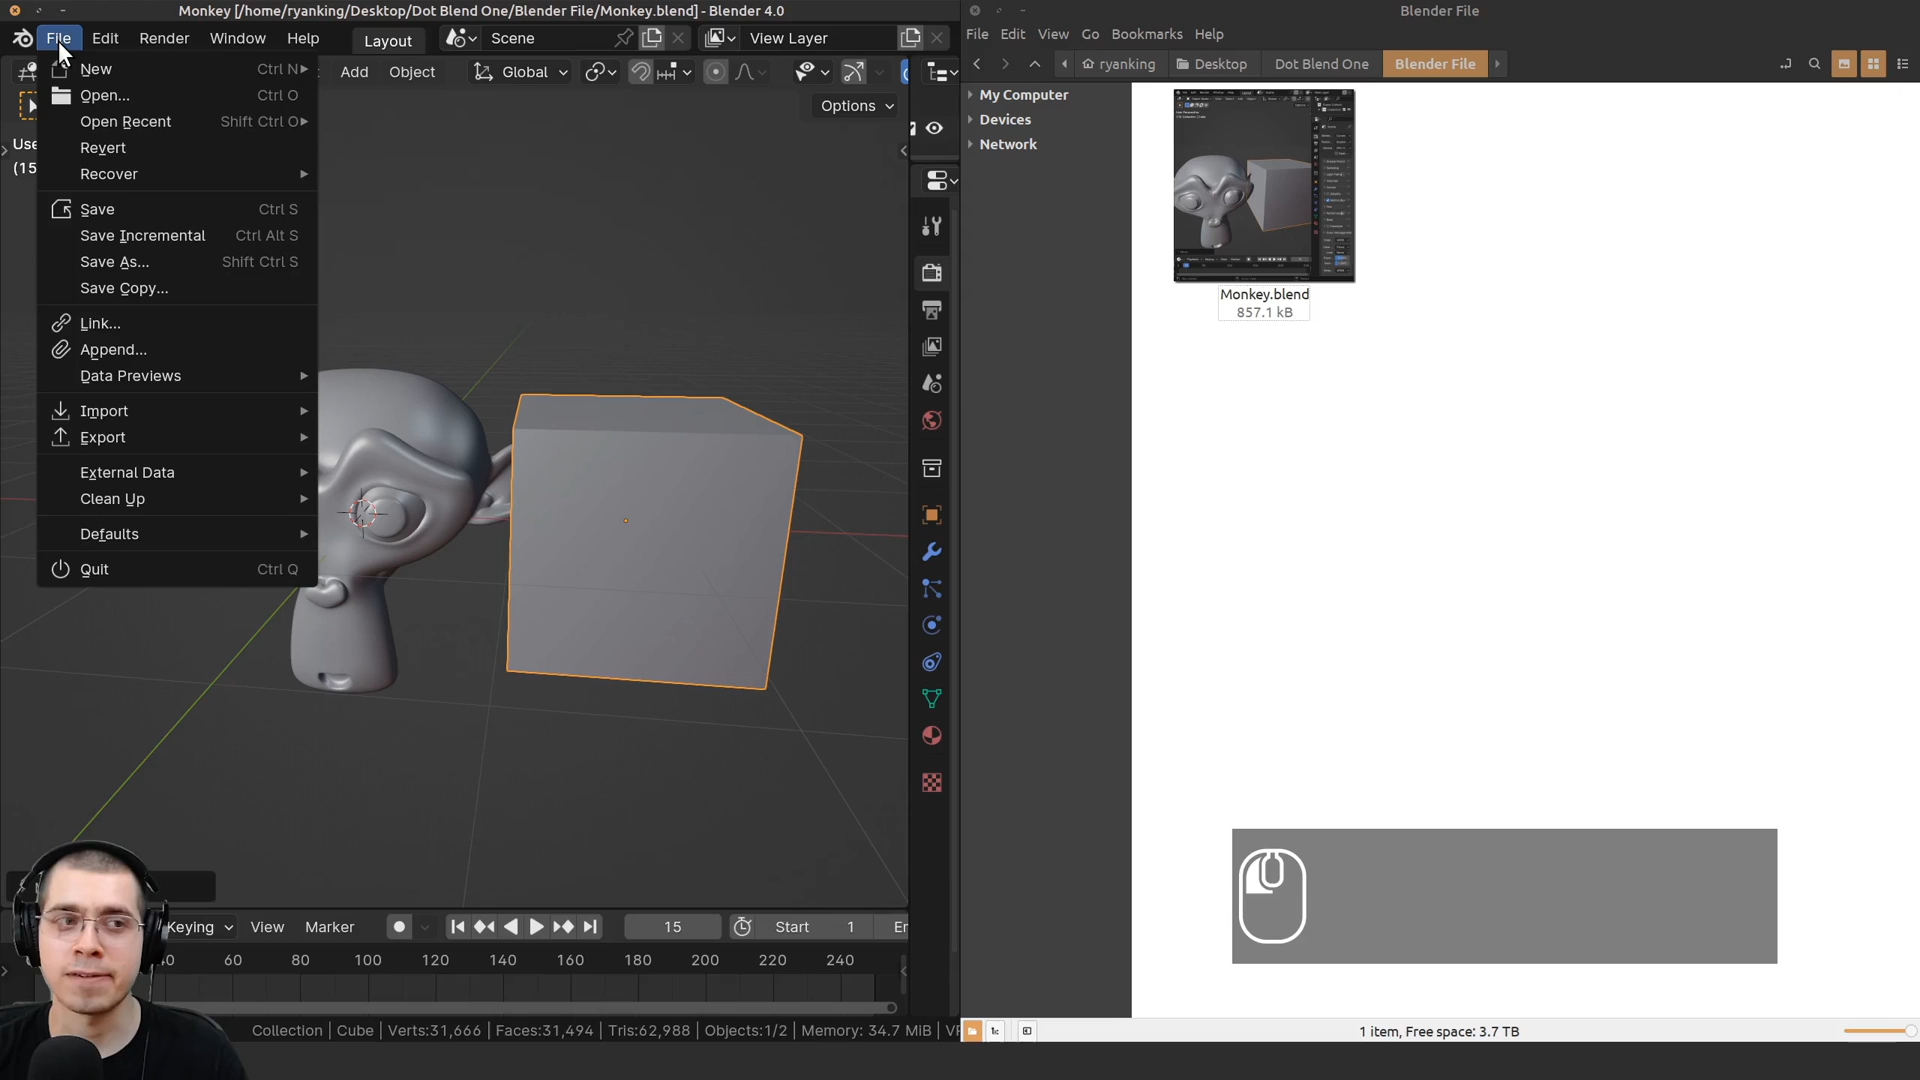 Monkey [/home/ryanking/Desktop/Dot Blend One/Blender File/Monkey.blend] - Blender 4.0
File Edit Render Window Help Layout Scene View Layer
Add Object Global
Options
New Ctrl N
Open... Ctrl O
Open Recent Shift Ctrl O
Revert
Recover
Save Ctrl S
Save Incremental Ctrl Alt S
Save As... Shift Ctrl S
Save Copy...
Link...
Append...
Data Previews
Import
Export
External Data
Clean Up
Defaults
Quit Ctrl Q
Use
(15
Keying View Marker 15 Start 1 En
40 60 80 100 120 140 160 180 200 220 240
Collection | Cube | Verts:31,666 | Faces:31,494 | Tris:62,988 | Objects:1/2 | Memory: 34.7 MiB | VR
Blender File
File Edit View Go Bookmarks Help
ryanking Desktop Dot Blend One Blender File
My Computer
Devices
Network
Monkey.blend
857.1 kB
1 item, Free space: 3.7 TB